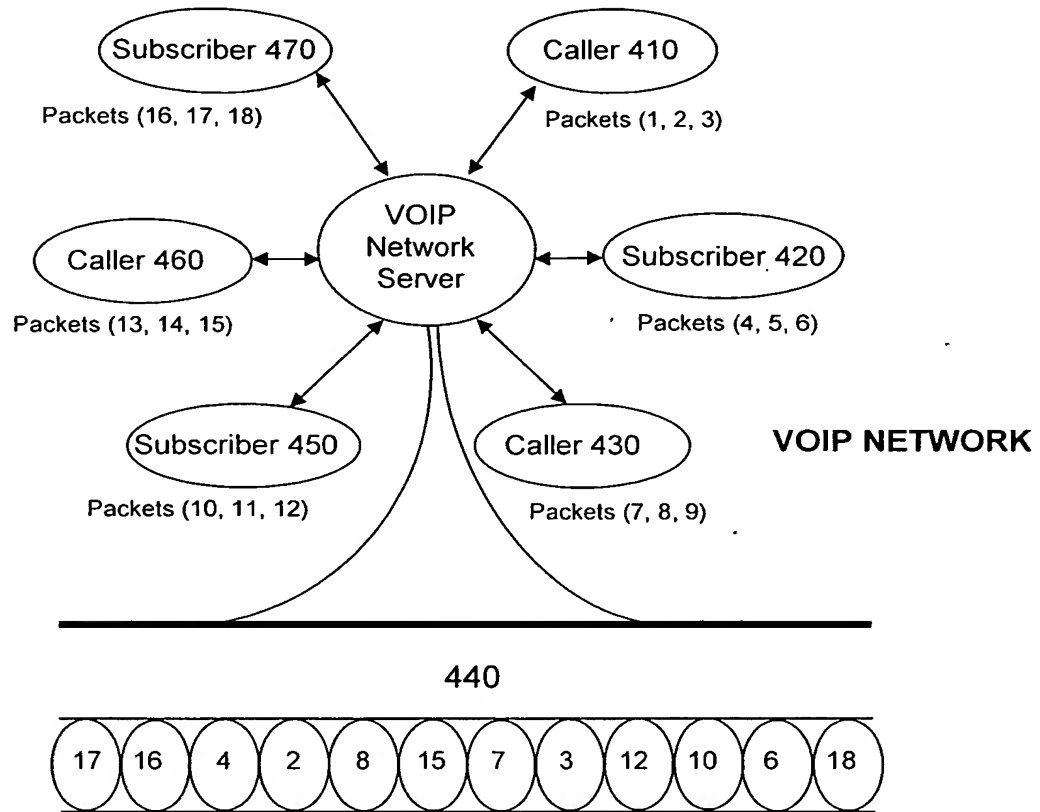 Subscriber 470
Caller 410
Packets (16, 17, 18)
Packets (1, 2, 3)
VOIP
Network
Server
Caller 460
Subscriber 420
Packets (13, 14, 15)
Packets (4, 5, 6)
Subscriber 450
Caller 430
VOIP NETWORK
Packets (10, 11, 12)
Packets (7, 8, 9)
440
17 16 4 2 8 15 7 3 12 10 6 18